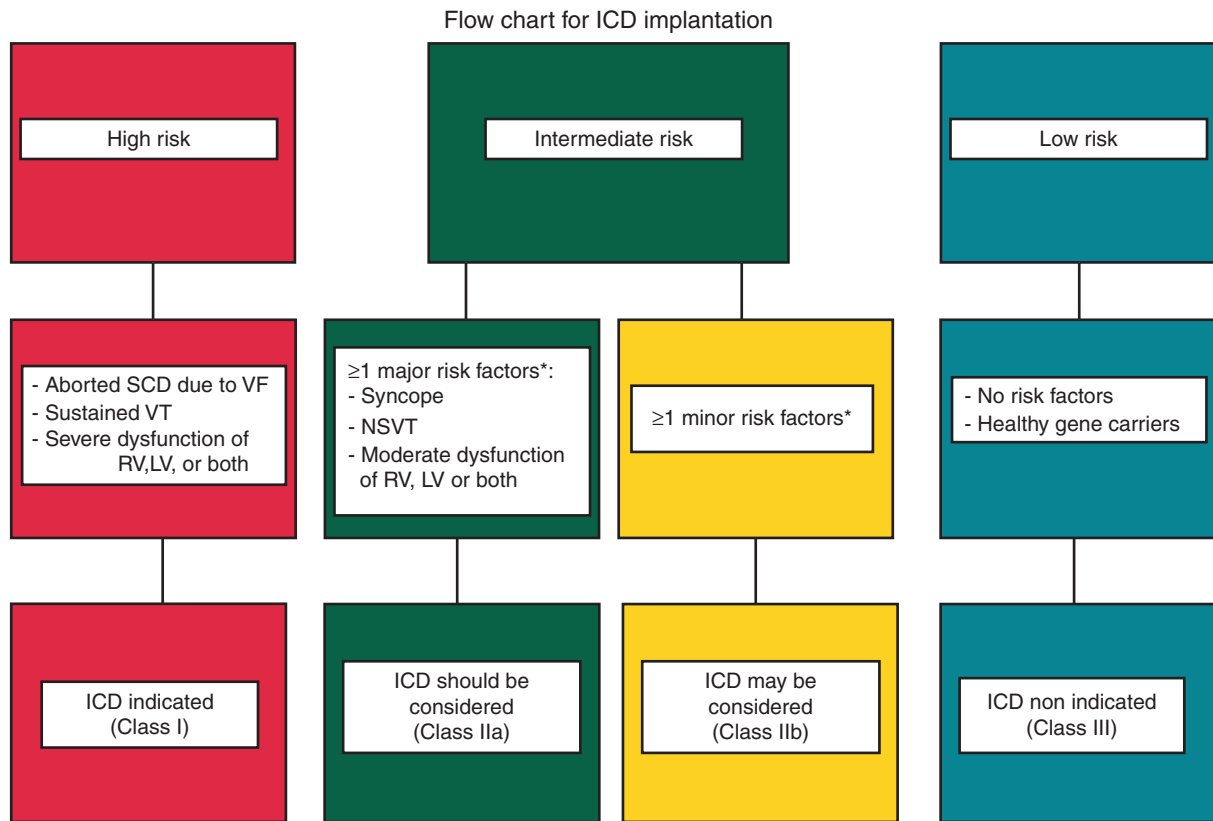 Flow chart for ICD implantation
High risk
Intermediate risk
Low risk
- Aborted SCD due to VF
- Sustained VT
- Severe dysfunction of
RV,LV, or both
≥1 major risk factors*:
- Syncope
- NSVT
- Moderate dysfunction
of RV, LV or both
≥1 minor risk factors*
- No risk factors
- Healthy gene carriers
ICD indicated
(Class I)
ICD should be
considered
(Class IIa)
ICD may be
considered
(Class IIb)
ICD non indicated
(Class III)